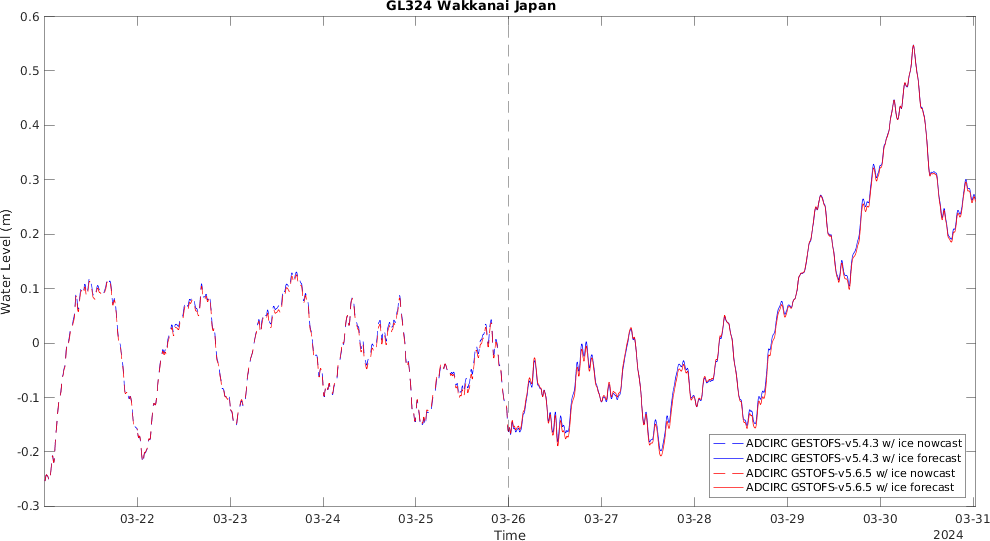 GL324 Wakkanai Japan
0.6
0.5
0.4
0.3
0.2
0.1
0
-0.1
-0.2
-0.3
Water Level (m)
ADCIRC GESTOFS-v5.4.3 w/ ice nowcast
ADCIRC GESTOFS-v5.4.3 w/ ice forecast
ADCIRC GSTOFS-v5.6.5 w/ ice nowcast
ADCIRC GSTOFS-v5.6.5 w/ ice forecast
03-22 03-23 03-24 03-25 03-26 03-27 03-28 03-29 03-30 03-31
Time
2024